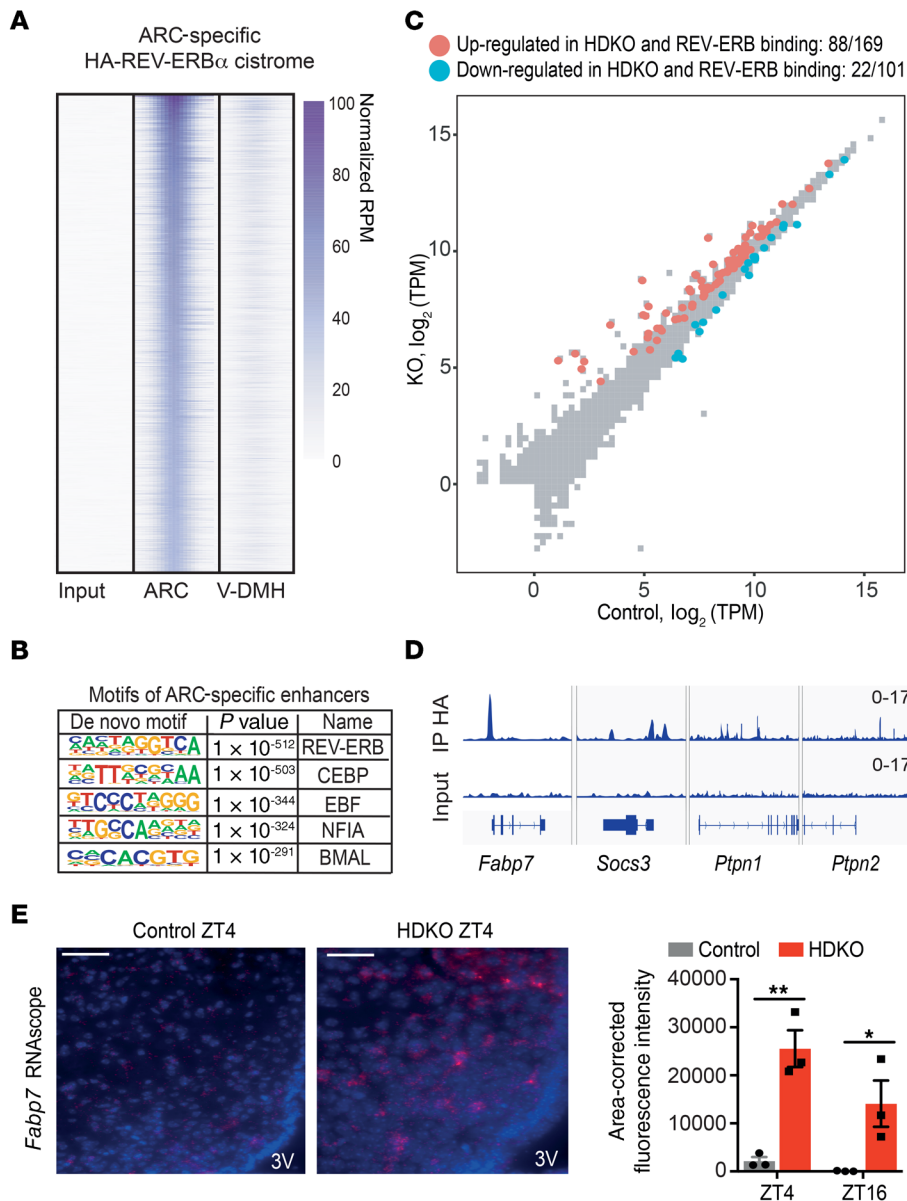 A
ARC-specific
HA-REV-ERBα cistrome
Normalized RPM
100
80
60
40
20
0
Input ARC V-DMH
B
Motifs of ARC-specific enhancers
De novo motif P value Name
1 × 10-512 REV-ERB
1 × 10-503 CEBP
1 × 10-344 EBF
1 × 10-324 NFIA
1 × 10-291 BMAL
C
Up-regulated in HDKO and REV-ERB binding: 88/169
Down-regulated in HDKO and REV-ERB binding: 22/101
KO, log2 (TPM)
15
10
5
0
0 5 10 15
Control, log2 (TPM)
D
IP HA
0-17
Input
0-17
Fabp7 Socs3 Ptpn1 Ptpn2
E
Control ZT4 HDKO ZT4
Fabp7 RNAscope
3V 3V
Control HDKO
Area-corrected
fluorescence intensity
40000
30000
20000
10000
0
** *
ZT4 ZT16